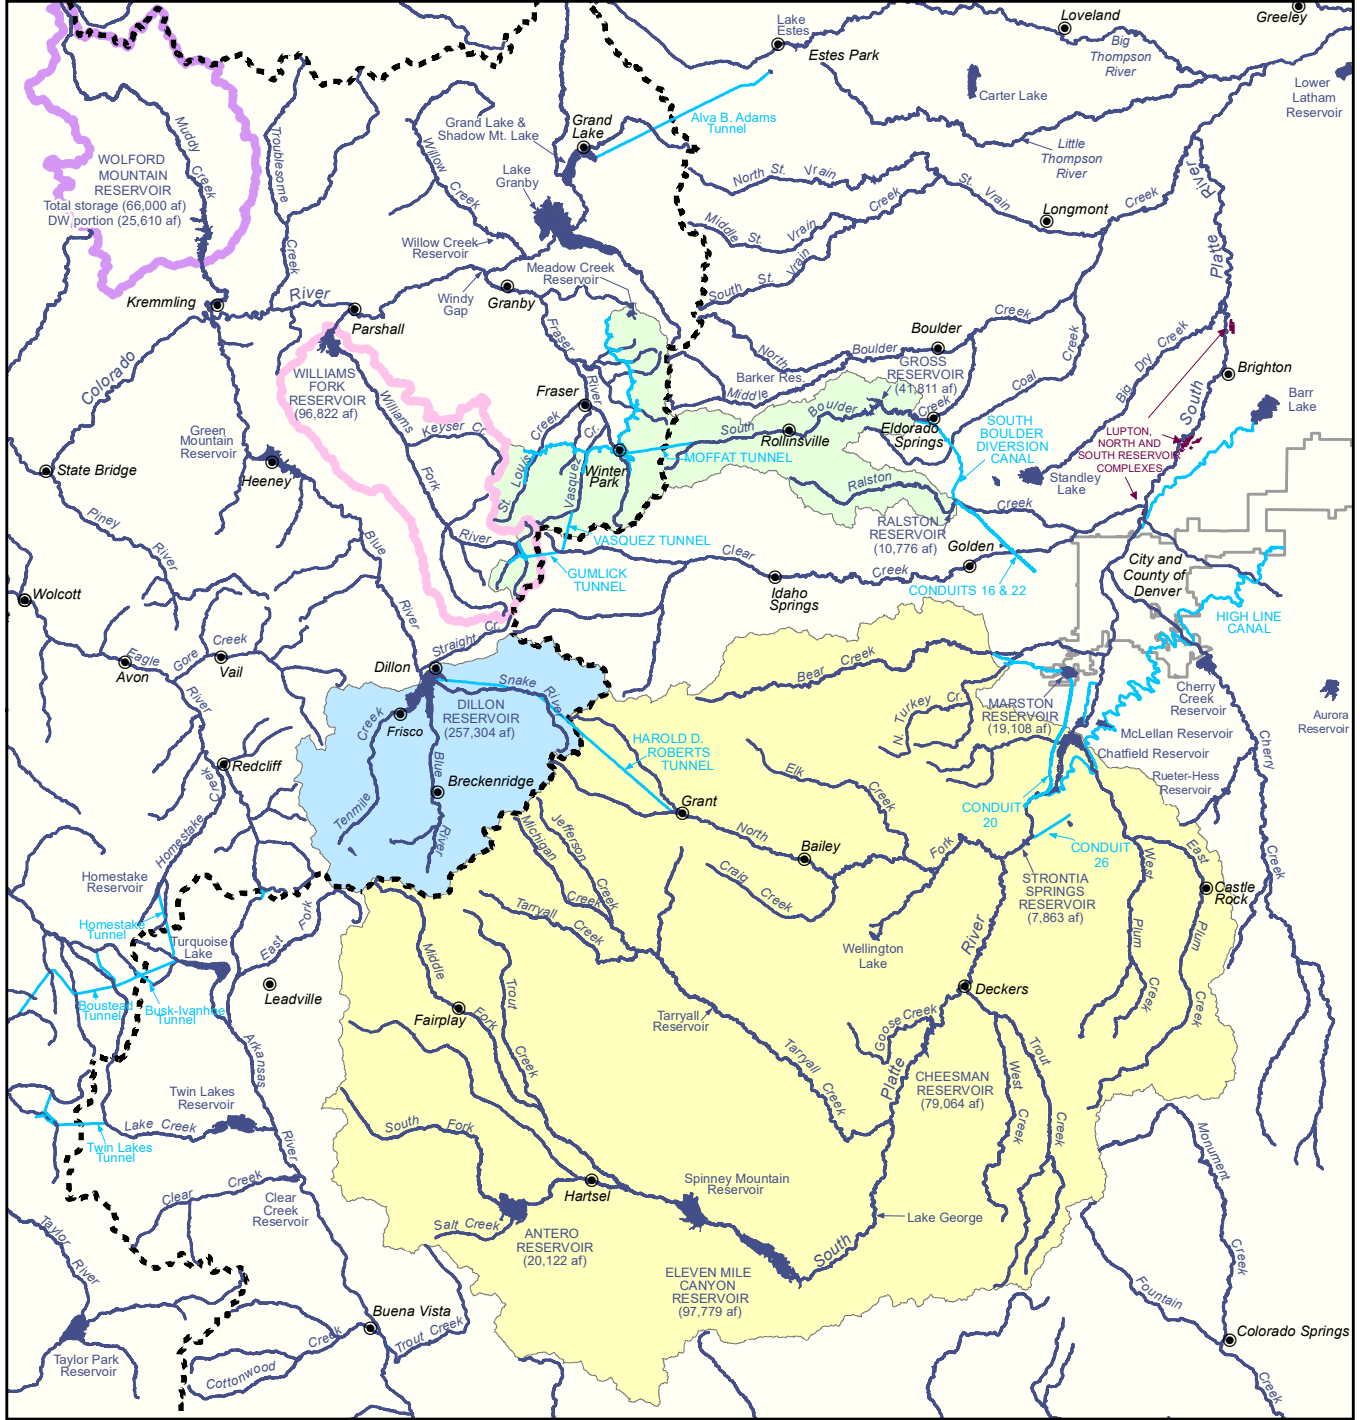 Loveland
Greeley
Lake
Estes
Estes Park
Big
Thompson
River
Carter Lake
Lower
Latham
Reservoir
Muddy
Creek
Troublesome
Creek
WOLFORD
MOUNTAIN
RESERVOIR
Total storage (66,000 af)
DW portion (25,610 af)
Grand Lake &
Shadow Mt. Lake
Grand
Lake
Alva B. Adams
Tunnel
Willow
Creek
Lake
Granby
Little
Thompson
River
North St. Vrain
Creek
St. Vrain
Creek
Longmont
River
Platte
South
Middle
St.
Vrain
South
St.
Vrain
Willow Creek
Reservoir
Meadow Creek
Reservoir
Windy
Gap
Granby
Kremmling
River
Parshall
Colorado
Fraser
River
Fraser
Boulder
Creek
North
Boulder
Barker Res.
Middle
GROSS
RESERVOIR
(41,811 af)
Coal
Creek
Big Dry Creek
Brighton
Barr
Lake
WILLIAMS
FORK
RESERVOIR
(96,822 af)
Williams
Keyser Cr.
Fork
River
Creek
St. Louis
Vasquez
Cr.
Winter
Park
South
Boulder
Creek
Rollinsville
Eldorado
Springs
MOFFAT TUNNEL
SOUTH
BOULDER
DIVERSION
CANAL
LUPTON,
NORTH AND
SOUTH RESERVOIR
COMPLEXES
Standley
Lake
Green
Mountain
Reservoir
Heeney
State Bridge
Piney
River
Blue
River
Ralston
Creek
RALSTON
RESERVOIR
(10,776 af)
Golden
VASQUEZ TUNNEL
GUMLICK
TUNNEL
Clear
Creek
Idaho
Springs
CONDUITS 16 & 22
City and
County of
Denver
HIGH LINE
CANAL
Wolcott
Eagle
Avon
Gore
Creek
Vail
River
Straight Cr.
Dillon
Snake River
DILLON
RESERVOIR
(257,304 af)
Creek
Frisco
Tenmile
Blue
River
Breckenridge
HAROLD D.
ROBERTS
TUNNEL
Bear Creek
N. Turkey Cr.
MARSTON
RESERVOIR
(19,108 af)
Cherry
Creek
Reservoir
Aurora
Reservoir
McLellan Reservoir
Chatfield Reservoir
Rueter-Hess
Reservoir
Cherry
Creek
Redcliff
Homestake
Creek
Homestake
Reservoir
Grant
Elk
Creek
CONDUIT
20
CONDUIT
26
North
Fork
Bailey
Craig
Creek
Michigan
Creek
Jefferson
Creek
Tarryall
Creek
STRONTIA
SPRINGS
RESERVOIR
(7,863 af)
West
Plum
Creek
East
Plum
Creek
Castle
Rock
Homestake
Tunnel
Turquoise
Lake
East
Fork
Leadville
Boustead
Tunnel
Busk-Ivanhoe
Tunnel
Middle
Fork
Fairplay
Trout
Creek
Wellington
Lake
River
Deckers
Tarryall
Reservoir
Tarryall
Creek
Goose Creek
Platte
CHEESMAN
RESERVOIR
(79,064 af)
West
Creek
Trout
Creek
Arkansas
River
Twin Lakes
Reservoir
Lake Creek
Twin Lakes
Tunnel
Clear
Creek
Clear
Creek
Reservoir
South
Fork
Hartsel
Salt Creek
ANTERO
RESERVOIR
(20,122 af)
Spinney Mountain
Reservoir
ELEVEN MILE
CANYON
RESERVOIR
(97,779 af)
South
Lake George
Monument
Creek
Fountain
Creek
Colorado Springs
Taylor
River
Taylor Park
Reservoir
Cottonwood
Creek
Buena Vista
Trout Creek